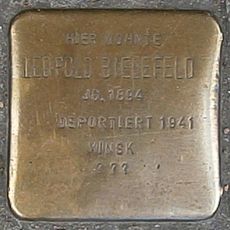 HIER WOHNTE
LEOPOLD BIELEFELD
JG. 1894
DEPORTIERT 1941
MINSK
???